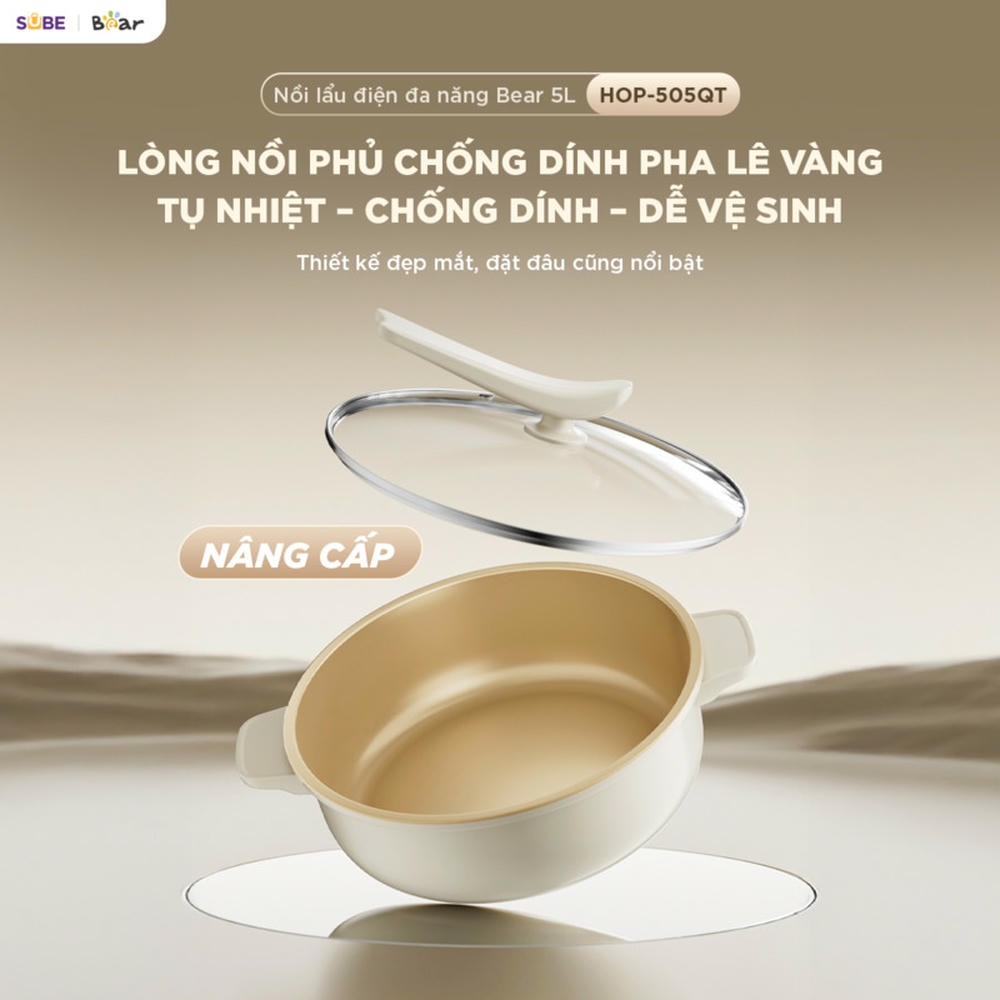 SUBE | Bear
Nồi lẩu điện đa năng Bear 5L HOP-505QT
LÒNG NỒI PHỦ CHỐNG DÍNH PHA LÊ VÀNG
TỤ NHIỆT – CHỐNG DÍNH – DỄ VỆ SINH
Thiết kế đẹp mắt, đặt đâu cũng nổi bật
NÂNG CẤP